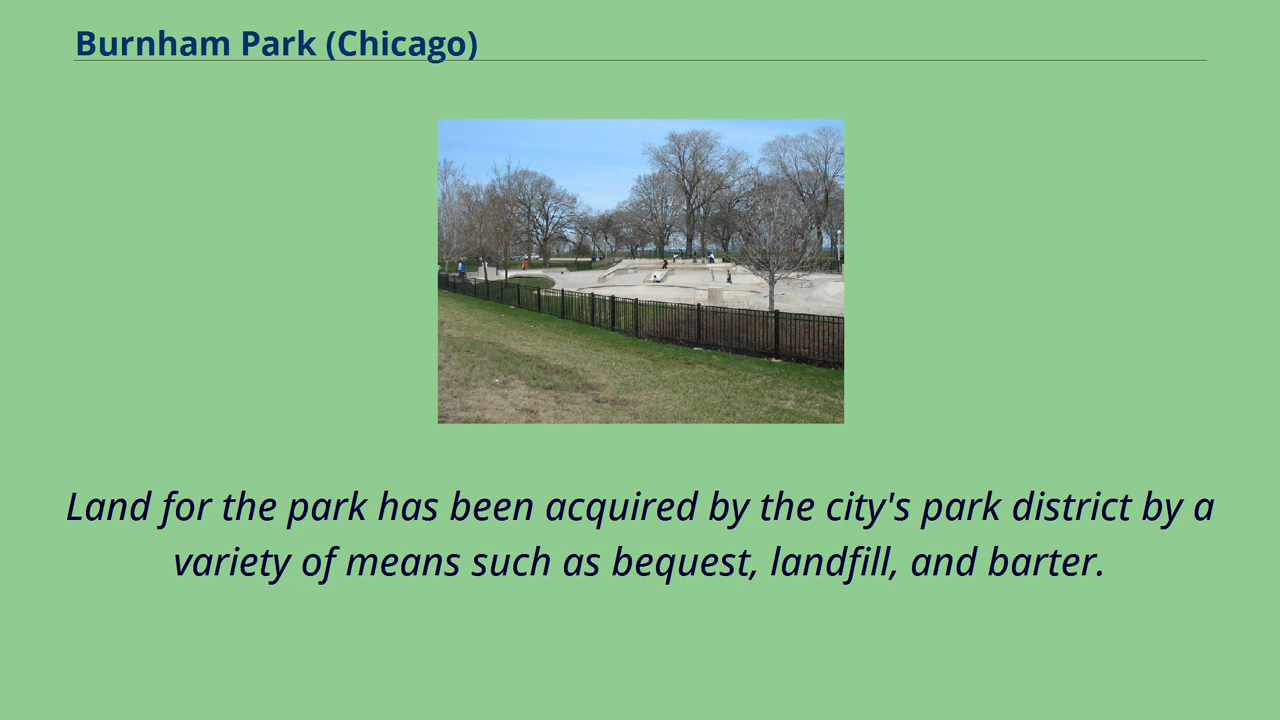 Burnham Park (Chicago)
Land for the park has been acquired by the city's park district by a
variety of means such as bequest, landfill, and barter.